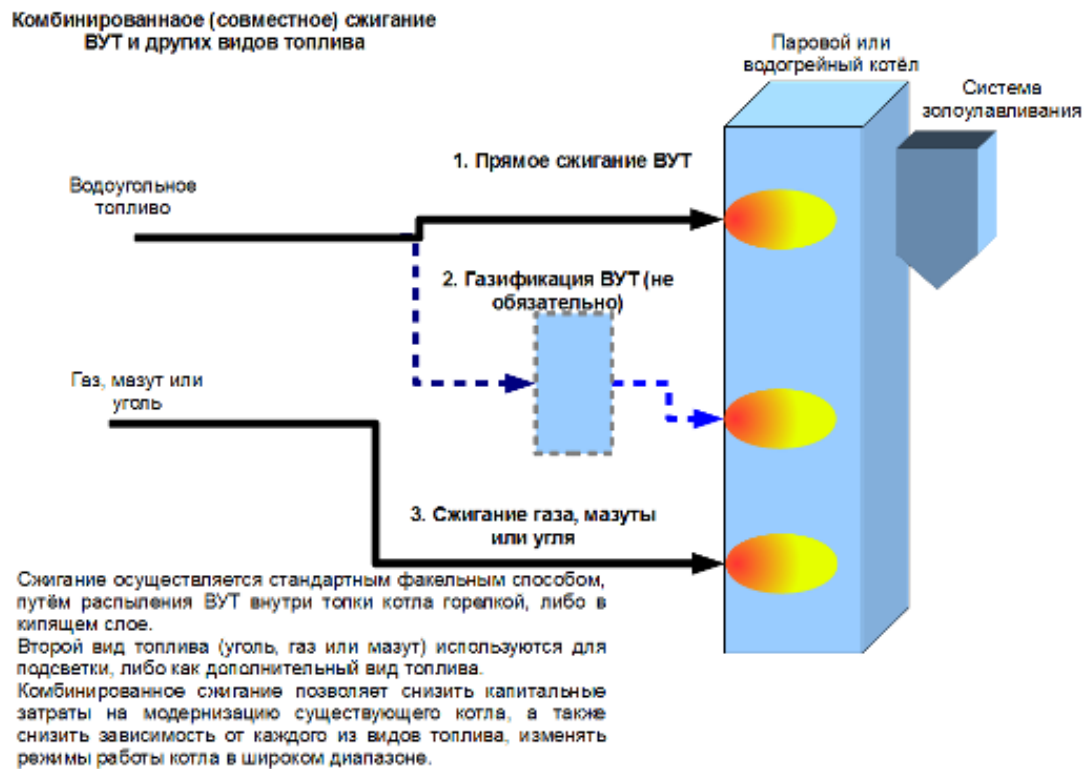 Комбинированнаое (совместное) сжигание
ВУТ и других видов топлива
Паровой или
водогрейный котёл
Система
золоулавливания
1. Прямое сжигание ВУТ
Водоугольное
топливо
2. Газификация ВУТ (не
обязательно)
Газ, мазут или
уголь
3. Сжигание газа, мазуты
или угля
Сжигание осуществляется стандартным факельным способом,
путём распыления ВУТ внутри топки котла горелкой, либо в
кипящем слое.
Второй вид топлива (уголь, газ или мазут) используются для
подсветки, либо как дополнительный вид топлива.
Комбинированное сжигание позволяет снизить капитальные
затраты на модернизацию существующего котла, а также
снизить зависимость от каждого из видов топлива, изменять
режимы работы котла в широком диапазоне.